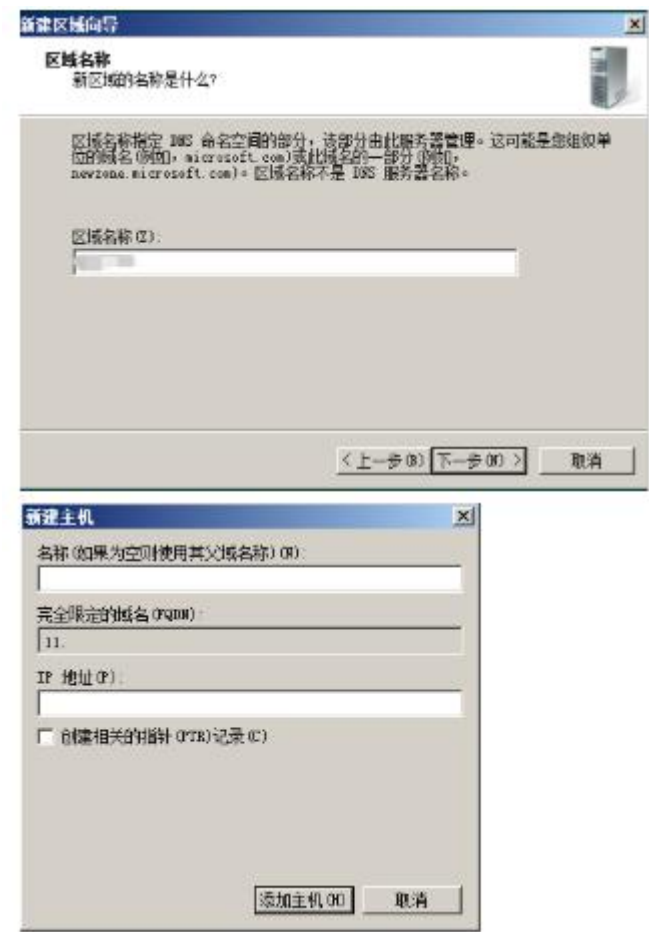 新建区域向导
区域名称
新区域的名称是什么?
区域名称指定 DNS 命名空间的部分，该部分由此服务器管理。这可能是您组织单
位的域名(例如，microsoft.com)或此域名的一部分(例如，
newzone.microsoft.com)。区域名称不是 DNS 服务器名称。
区域名称(Z):
< 上一步(B) 下一步(N) > 取消
新建主机
名称(如果为空则使用其父域名称)(N):
完全限定的域名(FQDN):
11.
IP 地址(P):
创建相关的指针(PTR)记录(C)
添加主机(H) 取消